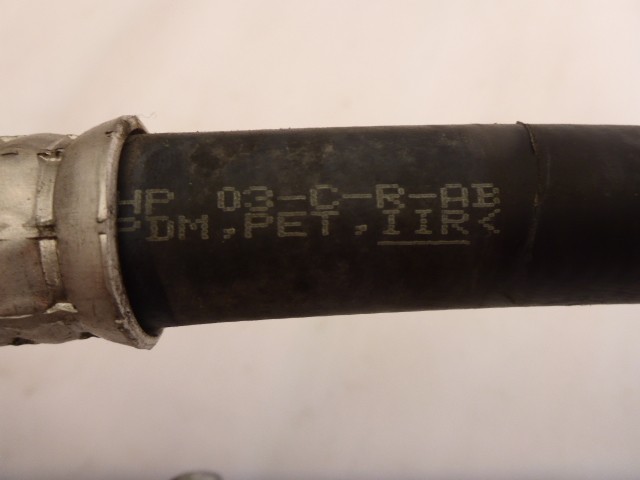 HP 03-C-R-AB
PDM,PET,IIR<